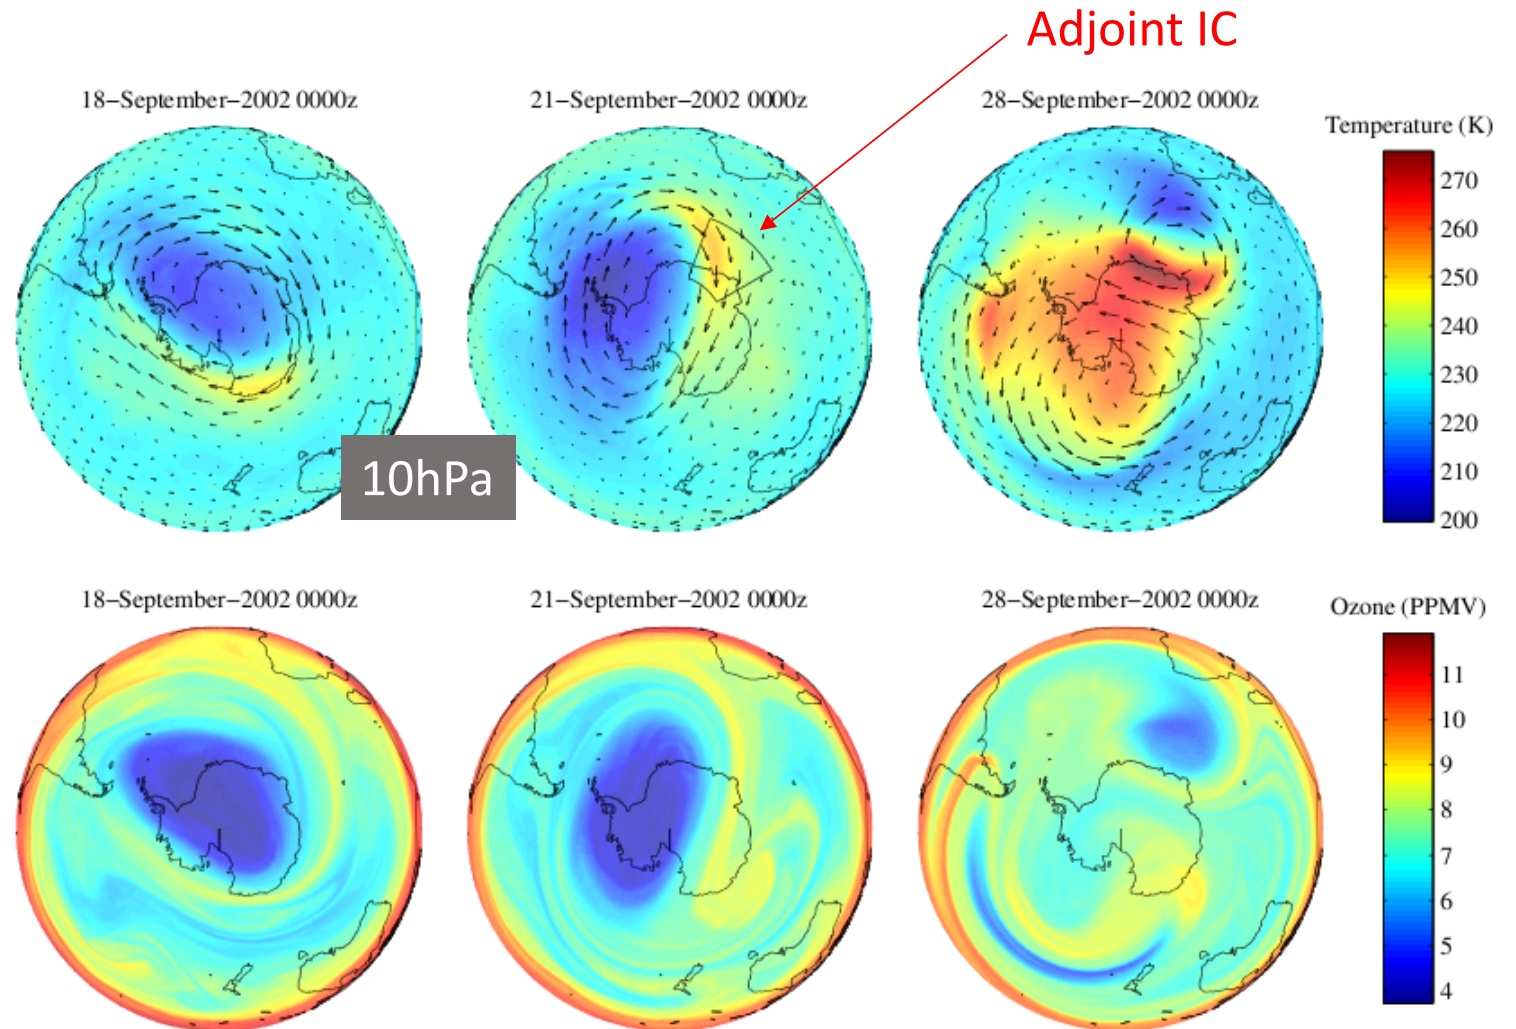 Adjoint IC
18−September−2002 0000z
21−September−2002 0000z
28−September−2002 0000z
Temperature (K)
270
260
250
240
230
220
210
200
10hPa
18−September−2002 0000z
21−September−2002 0000z
28−September−2002 0000z
Ozone (PPMV)
11
10
9
8
7
6
5
4